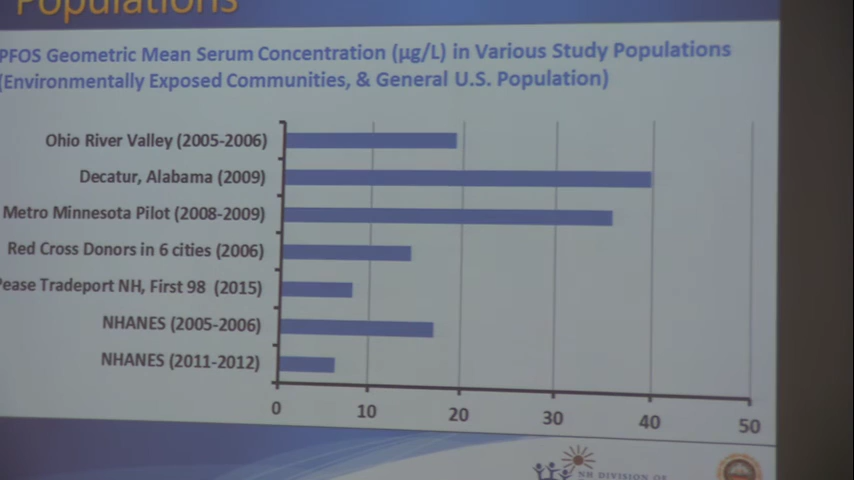 Populations
PFOS Geometric Mean Serum Concentration (µg/L) in Various Study Populations
(Environmentally Exposed Communities, & General U.S. Population)
Ohio River Valley (2005-2006)
Decatur, Alabama (2009)
Metro Minnesota Pilot (2008-2009)
Red Cross Donors in 6 cities (2006)
Pease Tradeport NH, First 98 (2015)
NHANES (2005-2006)
NHANES (2011-2012)
0 10 20 30 40 50
NH DIVISION OF